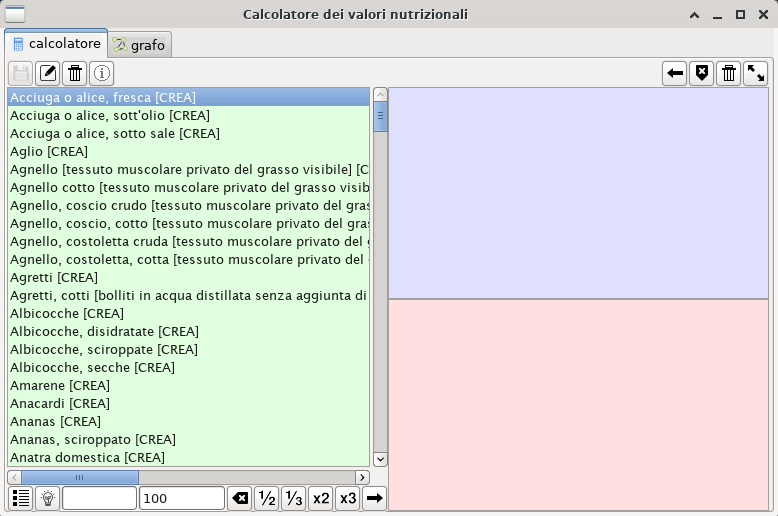 Calcolatore dei valori nutrizionali
calcolatore
grafo
Acciuga o alice, fresca [CREA]
Acciuga o alice, sott'olio [CREA]
Acciuga o alice, sotto sale [CREA]
Aglio [CREA]
Agnello [tessuto muscolare privato del grasso visibile] [C
Agnello cotto [tessuto muscolare privato del grasso visib
Agnello, coscio crudo [tessuto muscolare privato del gras
Agnello, coscio, cotto [tessuto muscolare privato del gras
Agnello, costoletta cruda [tessuto muscolare privato del g
Agnello, costoletta, cotta [tessuto muscolare privato del
Agretti [CREA]
Agretti, cotti [bolliti in acqua distillata senza aggiunta di
Albicocche [CREA]
Albicocche, disidratate [CREA]
Albicocche, sciroppate [CREA]
Albicocche, secche [CREA]
Amarene [CREA]
Anacardi [CREA]
Ananas [CREA]
Ananas, sciroppato [CREA]
Anatra domestica [CREA]
100 ½ ⅓ x2 x3